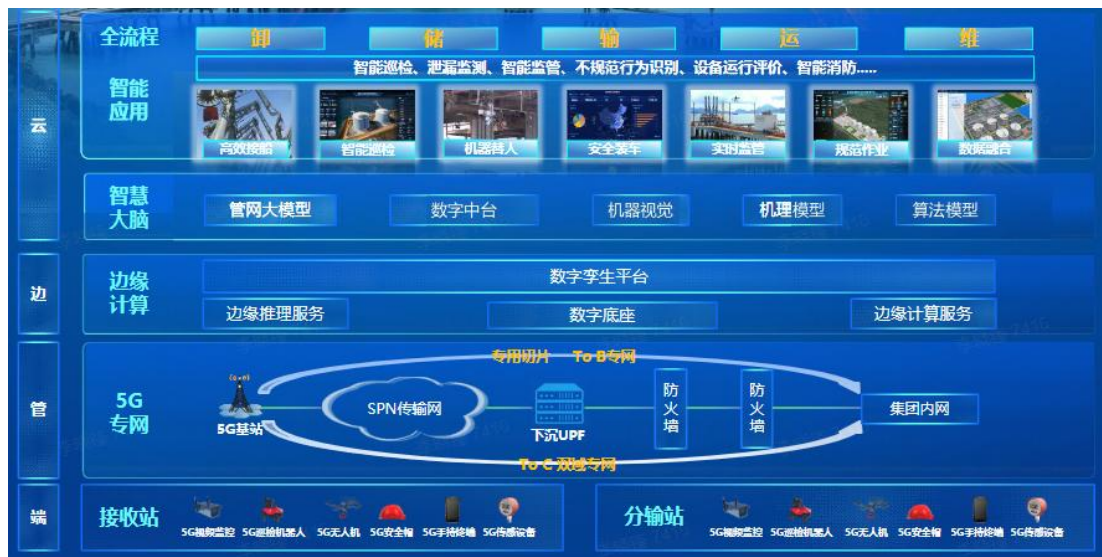 云
全流程
卸
储
输
运
维
智能
应用
智能巡检、泄漏监测、智能监管、不规范行为识别、设备运行评价、智能消防.....
高效接船
智能巡检
机器替人
安全装车
实时监管
规范作业
数据融合
智慧
大脑
管网大模型
数字中台
机器视觉
机理模型
算法模型
边
边缘
计算
数字孪生平台
边缘推理服务
数字底座
边缘计算服务
管
5G
专网
专用切片 To B专网
5G基站
SPN传输网
下沉UPF
防火墙
防火墙
集团内网
To C 双域专网
端
接收站
5G视频监控 5G巡检机器人 5G无人机 5G安全帽 5G手持终端 5G传感设备
分输站
5G视频监控 5G巡检机器人 5G无人机 5G安全帽 5G手持终端 5G传感设备